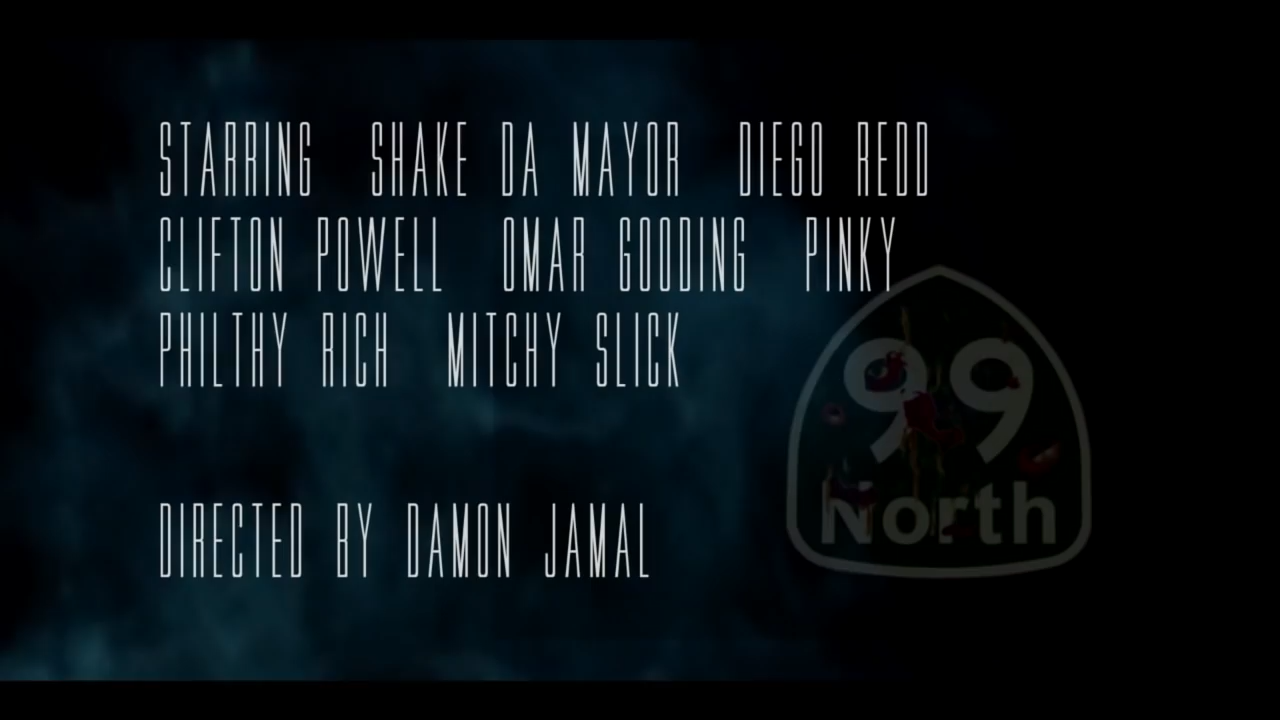 STARRING SHAKE DA MAYOR DIEGO REDD
CLIFTON POWELL OMAR GOODING PINKY
PHILTHY RICH MITCHY SLICK
DIRECTED BY DAMON JAMAL
99
North